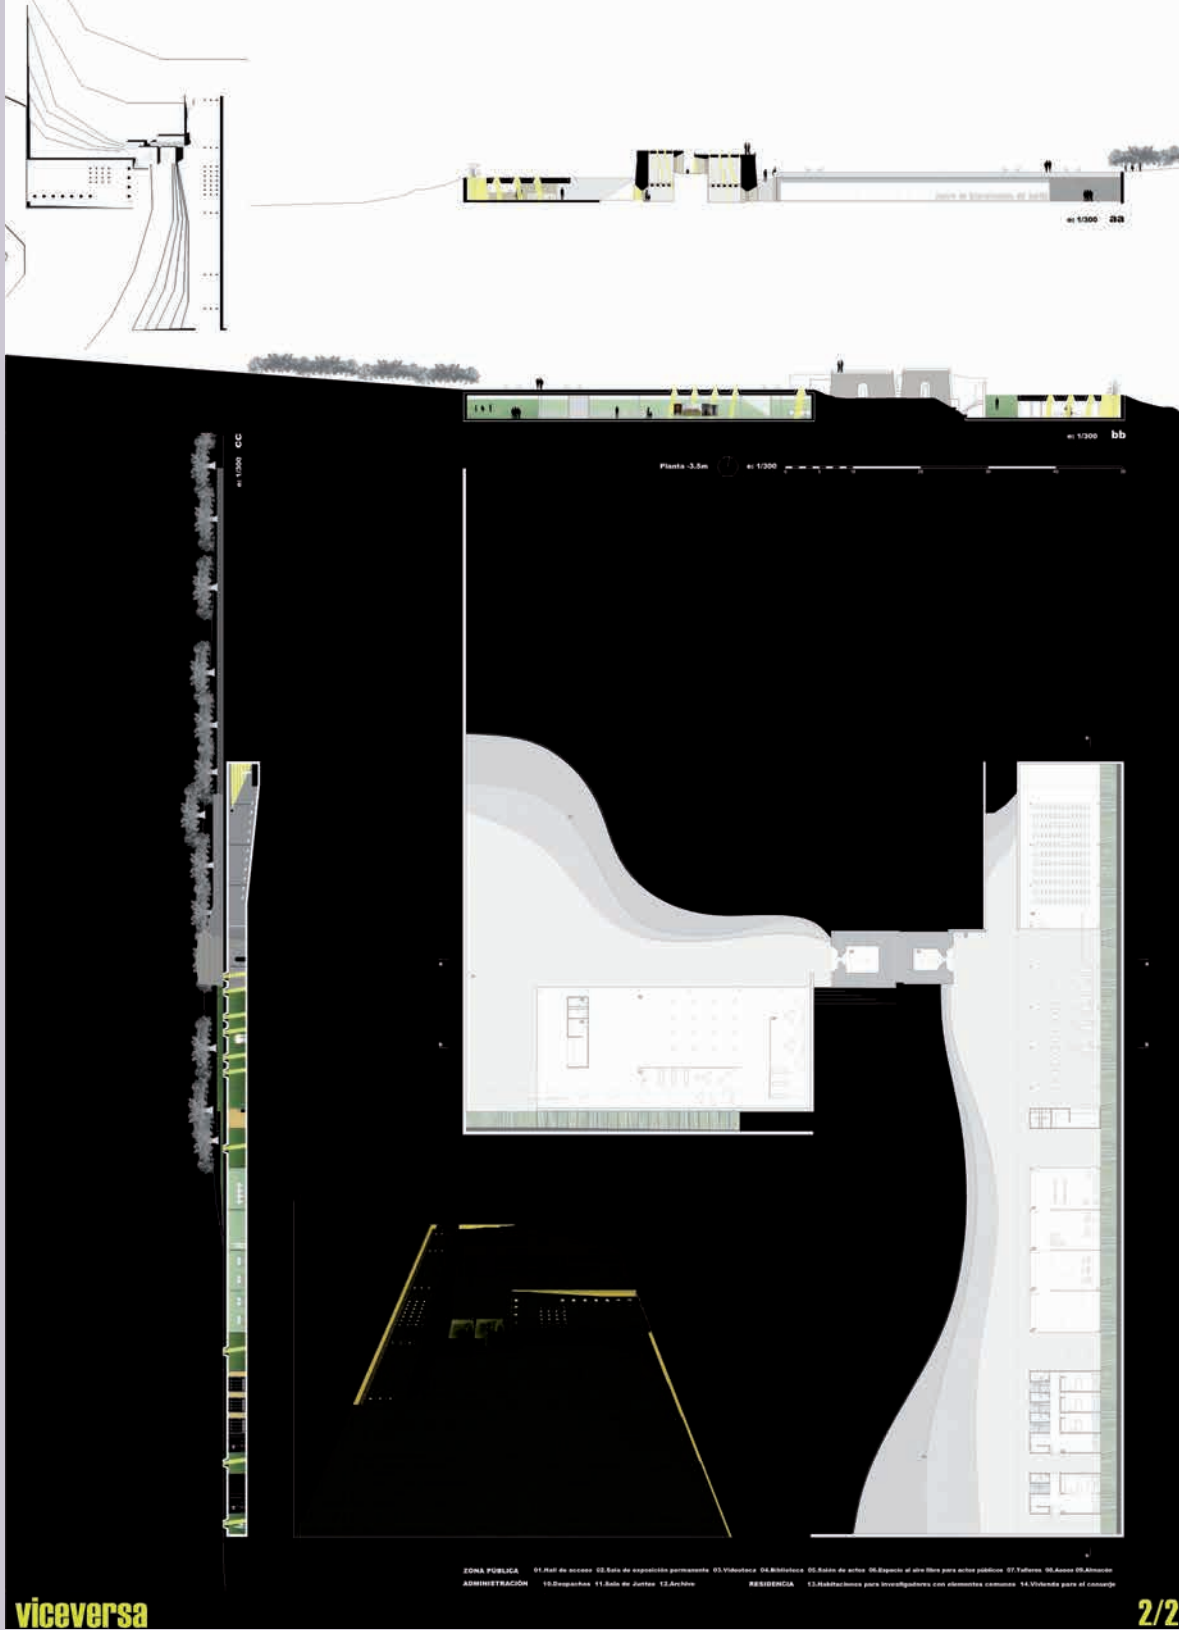 e: 1/300 aa
e: 1/300 bb
e: 1/300 cc
Planta -3.5m e: 1/300
ZONA PÚBLICA 01.Hall de acceso 02.Sala de exposición permanente 03.Videoteca 04.Biblioteca 05.Salón de actos 06.Espacio al aire libre para actos públicos 07.Talleres 08.Aseos 09.Almacén
ADMINISTRACIÓN 10.Despachos 11.Sala de Juntas 12.Archivo RESIDENCIA 13.Habitaciones para investigadores con elementos comunes 14.Vivienda para el conserje
viceversa 2/2